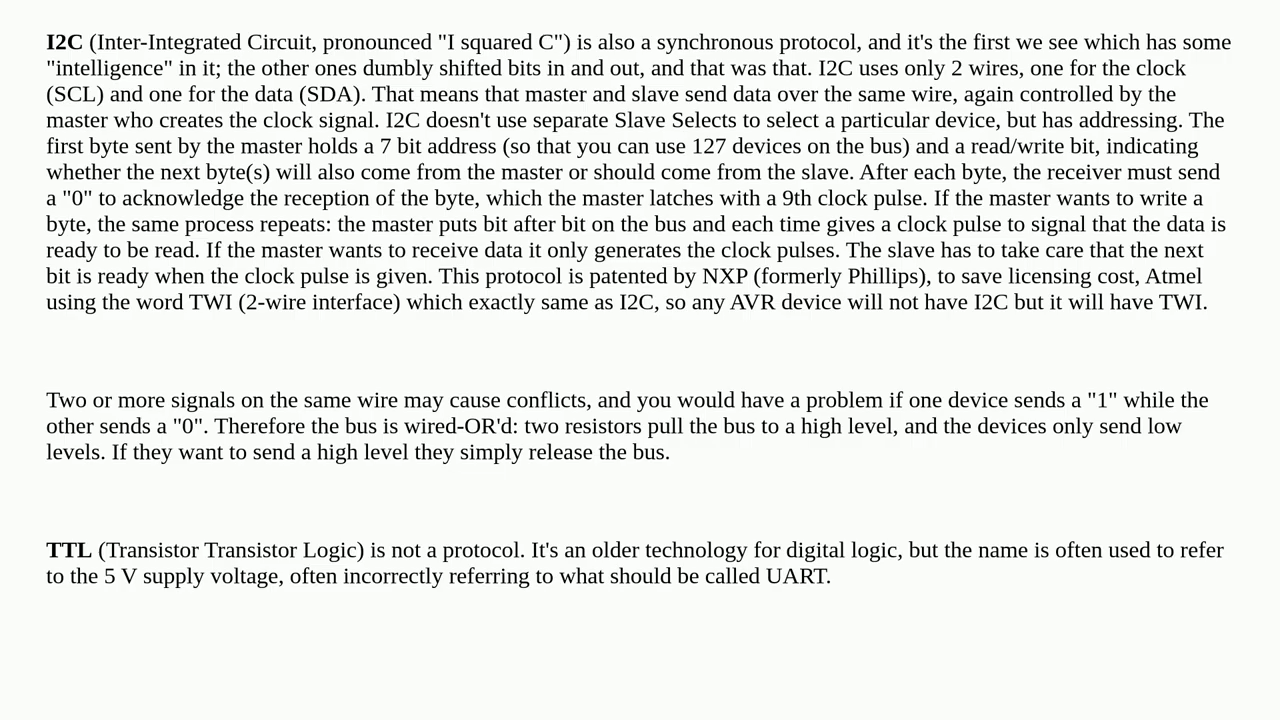 I2C (Inter-Integrated Circuit, pronounced "I squared C") is also a synchronous protocol, and it's the first we see which has some
"intelligence" in it; the other ones dumbly shifted bits in and out, and that was that. I2C uses only 2 wires, one for the clock
(SCL) and one for the data (SDA). That means that master and slave send data over the same wire, again controlled by the
master who creates the clock signal. I2C doesn't use separate Slave Selects to select a particular device, but has addressing. The
first byte sent by the master holds a 7 bit address (so that you can use 127 devices on the bus) and a read/write bit, indicating
whether the next byte(s) will also come from the master or should come from the slave. After each byte, the receiver must send
a "0" to acknowledge the reception of the byte, which the master latches with a 9th clock pulse. If the master wants to write a
byte, the same process repeats: the master puts bit after bit on the bus and each time gives a clock pulse to signal that the data is
ready to be read. If the master wants to receive data it only generates the clock pulses. The slave has to take care that the next
bit is ready when the clock pulse is given. This protocol is patented by NXP (formerly Phillips), to save licensing cost, Atmel
using the word TWI (2-wire interface) which exactly same as I2C, so any AVR device will not have I2C but it will have TWI.
Two or more signals on the same wire may cause conflicts, and you would have a problem if one device sends a "1" while the
other sends a "0". Therefore the bus is wired-OR'd: two resistors pull the bus to a high level, and the devices only send low
levels. If they want to send a high level they simply release the bus.
TTL (Transistor Transistor Logic) is not a protocol. It's an older technology for digital logic, but the name is often used to refer
to the 5 V supply voltage, often incorrectly referring to what should be called UART.